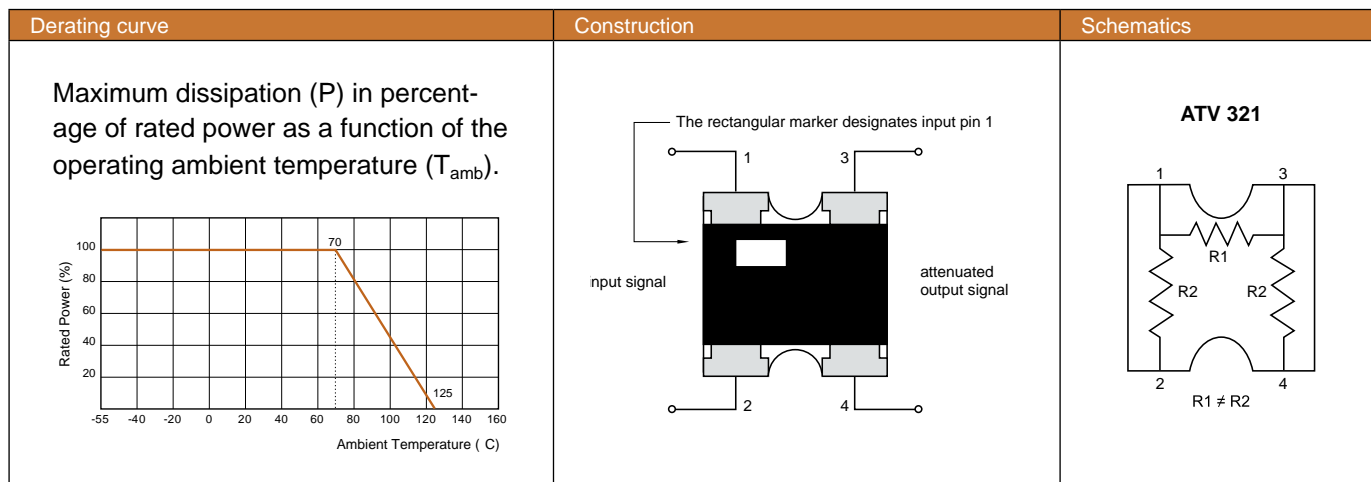 Derating curve
Construction
Schematics
Maximum dissipation (P) in percent-
age of rated power as a function of the
operating ambient temperature (Tamb).
100
80
60
40
20
Rated Power (%)
70
125
-55 -40 -20 0 20 40 60 80 100 120 140 160
Ambient Temperature ( C)
The rectangular marker designates input pin 1
1
3
nput signal
attenuated
output signal
2
4
ATV 321
1
3
R1
R2
R2
2
4
R1 ≠ R2